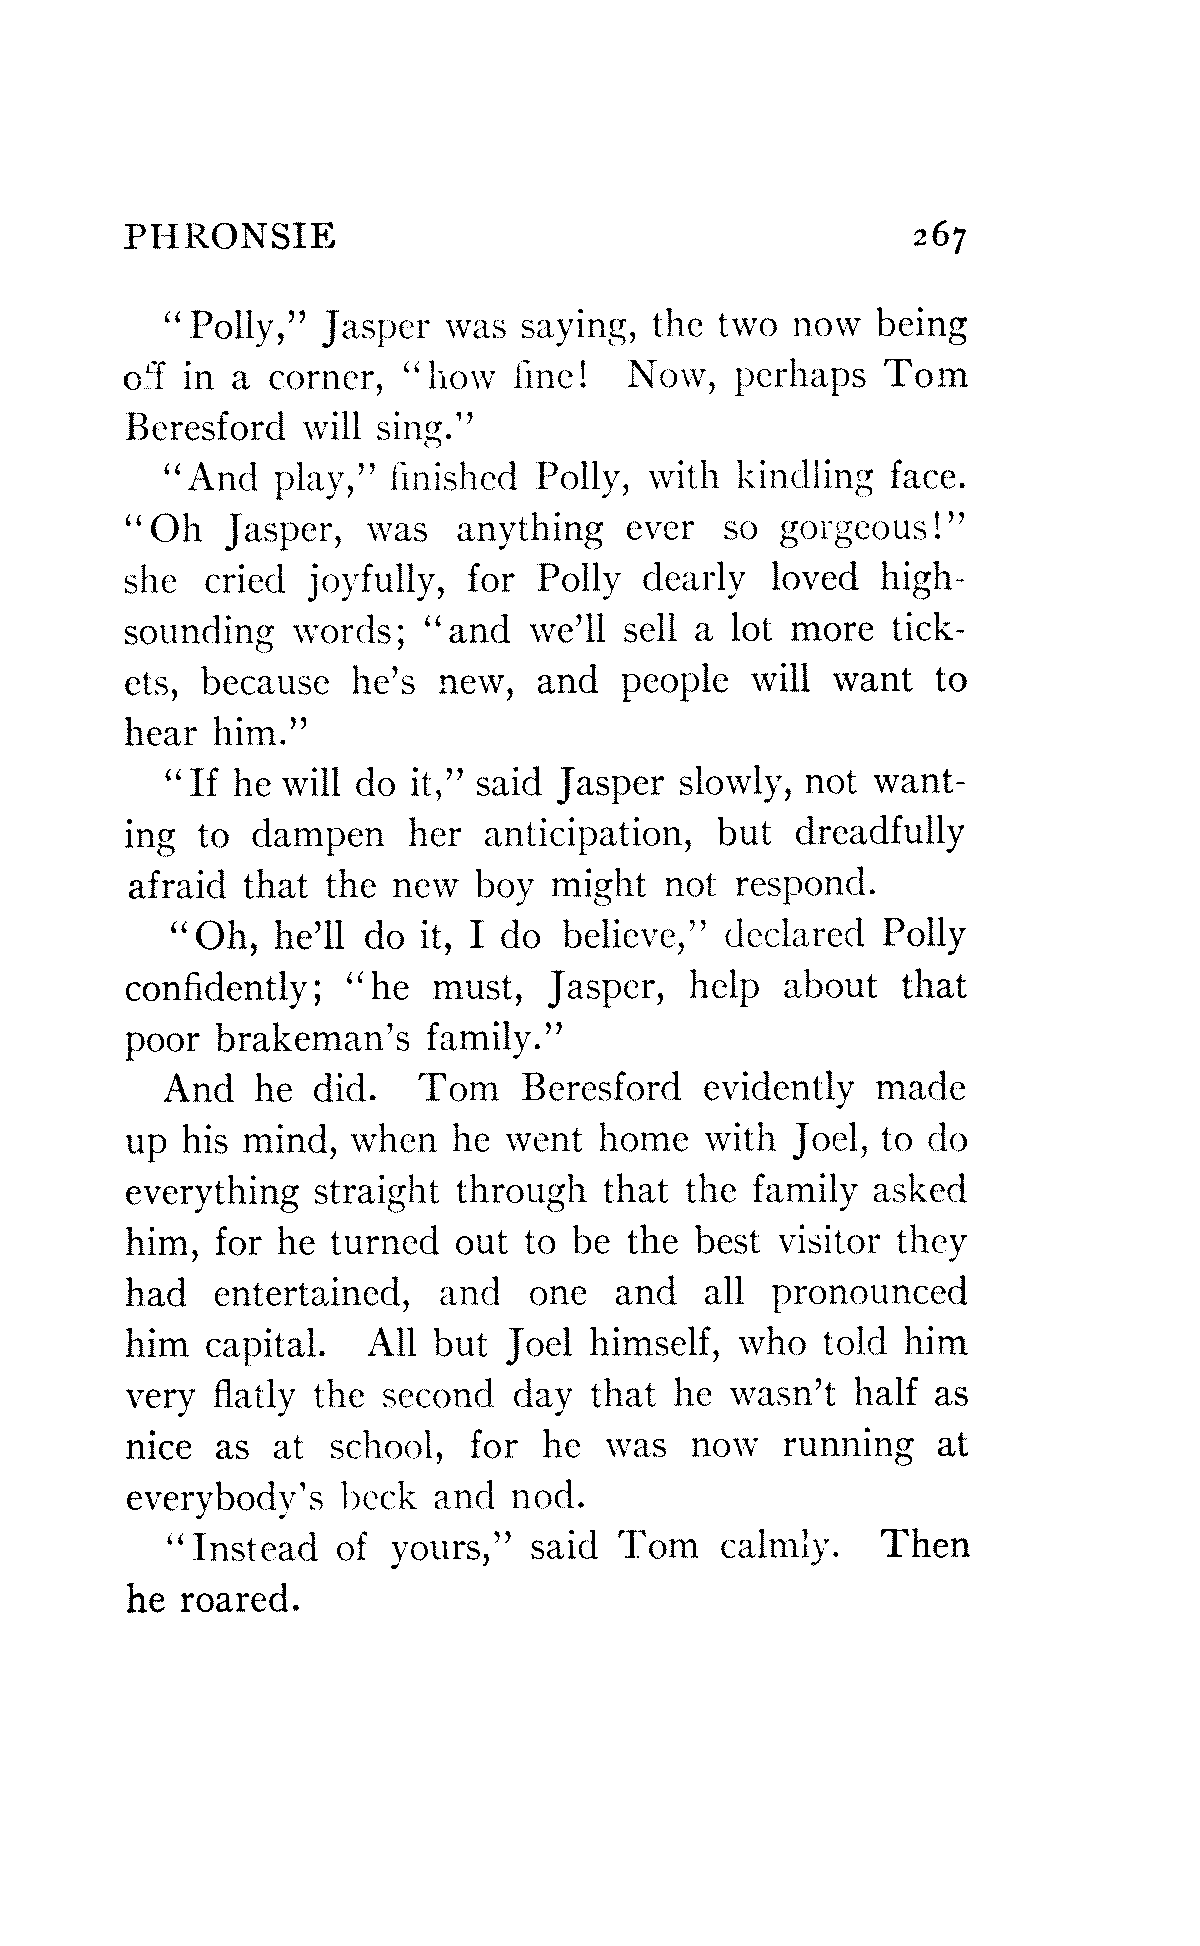 PHRONSIE 267
"Polly," Jasper was saying, the two now being
off in a corner, "how fine! Now, perhaps Tom
Beresford will sing."
"And play," finished Polly, with kindling face.
"Oh Jasper, was anything ever so gorgeous!"
she cried joyfully, for Polly dearly loved high-
sounding words; "and we'll sell a lot more tick-
ets, because he's new, and people will want to
hear him."
"If he will do it," said Jasper slowly, not want-
ing to dampen her anticipation, but dreadfully
afraid that the new boy might not respond.
"Oh, he'll do it, I do believe," declared Polly
confidently; "he must, Jasper, help about that
poor brakeman's family."
And he did. Tom Beresford evidently made
up his mind, when he went home with Joel, to do
everything straight through that the family asked
him, for he turned out to be the best visitor they
had entertained, and one and all pronounced
him capital. All but Joel himself, who told him
very flatly the second day that he wasn't half as
nice as at school, for he was now running at
everybody's beck and nod.
"Instead of yours," said Tom calmly. Then
he roared.